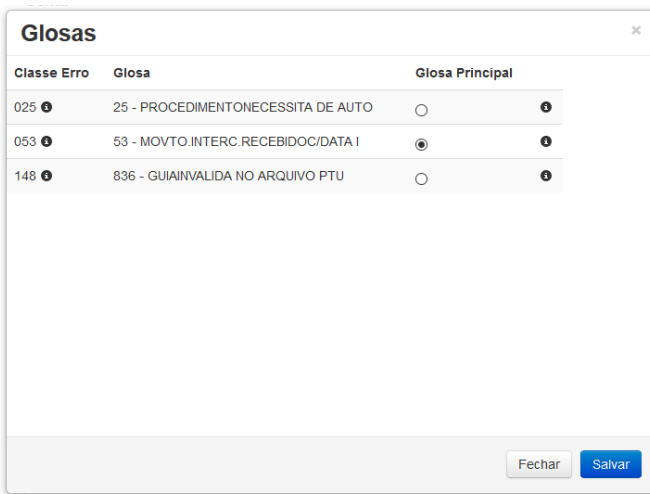 Glosas ×
Classe Erro Glosa Glosa Principal
025 25 - PROCEDIMENTONECESSITA DE AUTO
053 53 - MOVTO.INTERC.RECEBIDOC/DATA I
148 836 - GUIAINVALIDA NO ARQUIVO PTU
Fechar Salvar